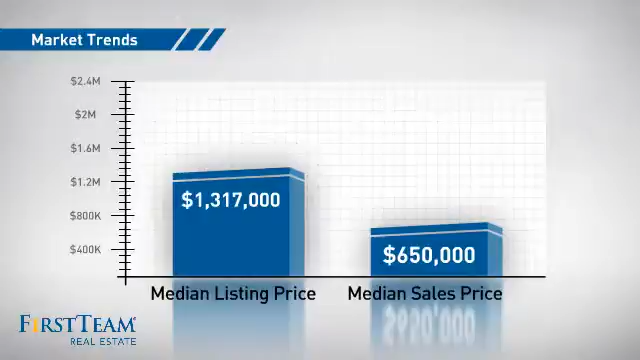 Market Trends
$2.4M
$2M
$1.6M
$1.2M
$800K
$400K
$1,317,000
$650,000
Median Listing Price
Median Sales Price
FIRSTTEAM®
REAL ESTATE